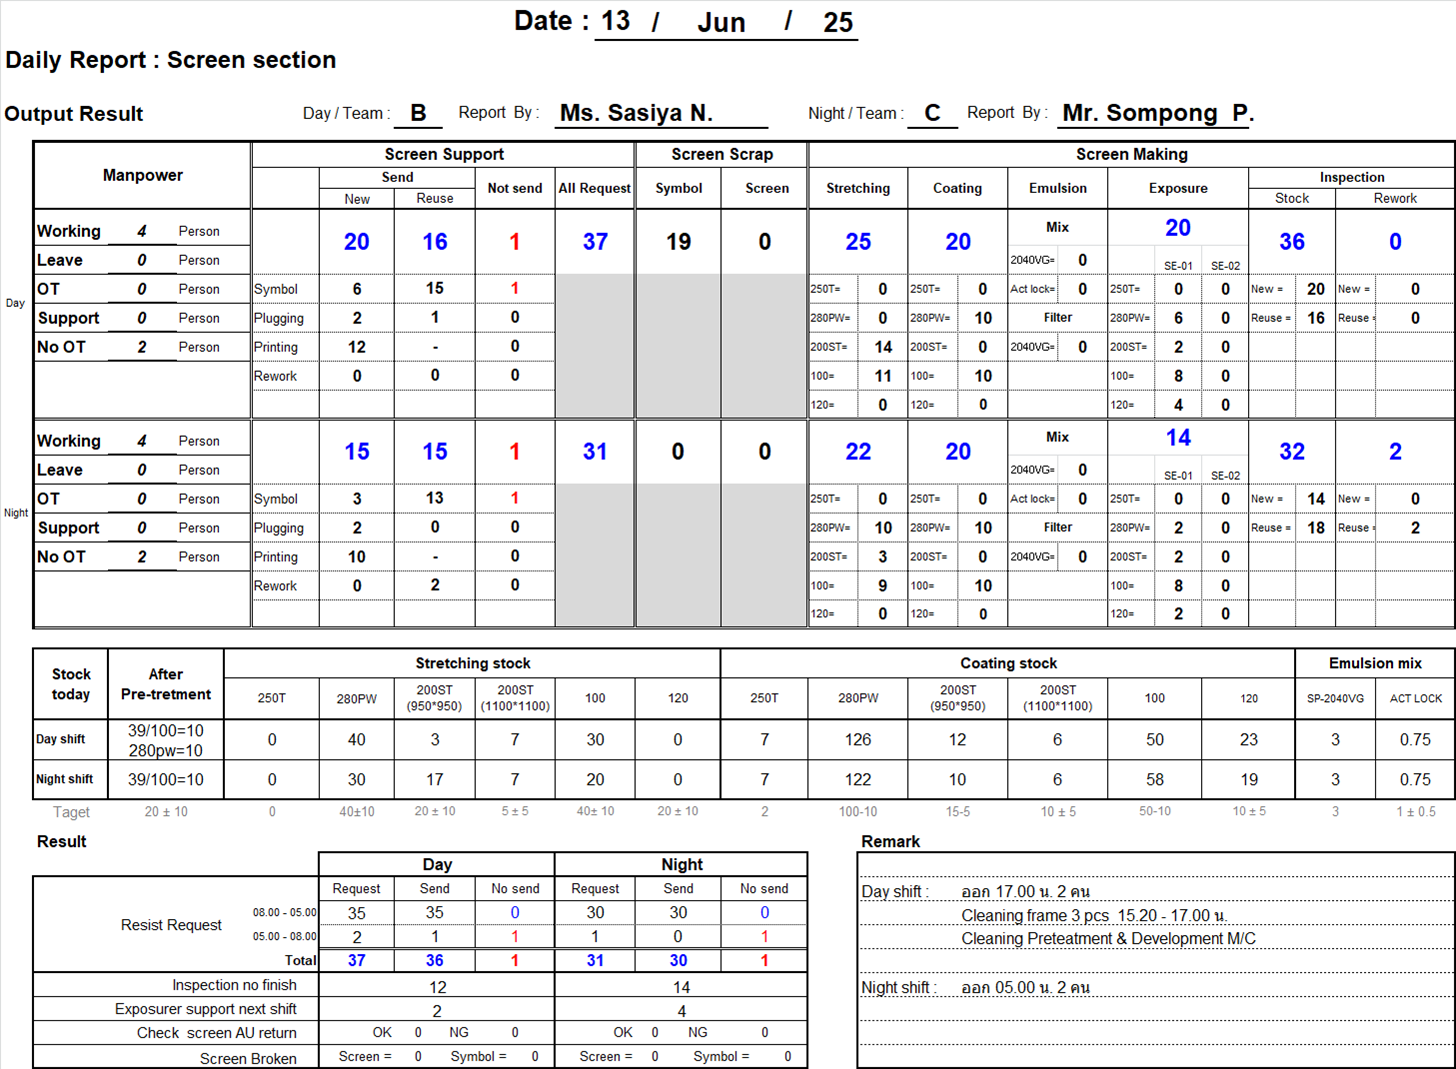 Date : 13 / Jun / 25
Daily Report : Screen section
Output Result Day / Team : B Report By : Ms. Sasiya N. Night / Team : C Report By : Mr. Sompong P.
Manpower Screen Support Screen Scrap Screen Making
Send Not send All Request Symbol Screen Stretching Coating Emulsion Exposure Inspection
New Reuse Stock Rework
Day
Working 4 Person 20 16 1 37 19 0 25 20 Mix 20 36 0
Leave 0 Person 2040VG= 0 SE-01 SE-02
OT 0 Person Symbol 6 15 1 250T= 0 250T= 0 Act lock= 0 250T= 0 0 New = 20 New = 0
Support 0 Person Plugging 2 1 0 280PW= 0 280PW= 10 Filter 280PW= 6 0 Reuse = 16 Reuse = 0
No OT 2 Person Printing 12 - 0 200ST= 14 200ST= 0 2040VG= 0 200ST= 2 0
Rework 0 0 0 100= 11 100= 10 100= 8 0
120= 0 120= 0 120= 4 0
Night
Working 4 Person 15 15 1 31 0 0 22 20 Mix 14 32 2
Leave 0 Person 2040VG= 0 SE-01 SE-02
OT 0 Person Symbol 3 13 1 250T= 0 250T= 0 Act lock= 0 250T= 0 0 New = 14 New = 0
Support 0 Person Plugging 2 0 0 280PW= 10 280PW= 10 Filter 280PW= 2 0 Reuse = 18 Reuse = 2
No OT 2 Person Printing 10 - 0 200ST= 3 200ST= 0 2040VG= 0 200ST= 2 0
Rework 0 2 0 100= 9 100= 10 100= 8 0
120= 0 120= 0 120= 2 0
Stock today After Pre-tretment Stretching stock Coating stock Emulsion mix
250T 280PW 200ST (950*950) 200ST (1100*1100) 100 120 250T 280PW 200ST (950*950) 200ST (1100*1100) 100 120 SP-2040VG ACT LOCK
Day shift 39/100=10 280pw=10 0 40 3 7 30 0 7 126 12 6 50 23 3 0.75
Night shift 39/100=10 0 30 17 7 20 0 7 122 10 6 58 19 3 0.75
Taget 20 ± 10 0 40±10 20 ± 10 5 ± 5 40± 10 20 ± 10 2 100-10 15-5 10 ± 5 50-10 10 ± 5 3 1 ± 0.5
Result
Day Night
Request Send No send Request Send No send
Resist Request 08.00 - 05.00 35 35 0 30 30 0
05.00 - 08.00 2 1 1 1 0 1
Total 37 36 1 31 30 1
Inspection no finish 12 14
Exposurer support next shift 2 4
Check screen AU return OK 0 NG 0 OK 0 NG 0
Screen Broken Screen = 0 Symbol = 0 Screen = 0 Symbol = 0
Remark
Day shift : ออก 17.00 น. 2 คน
Cleaning frame 3 pcs 15.20 - 17.00 น.
Cleaning Preteatment & Development M/C
Night shift : ออก 05.00 น. 2 คน